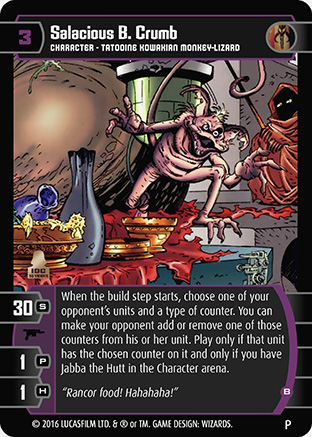 3
Salacious B. Crumb
CHARACTER - TATOOINE KOWAKIAN MONKEY-LIZARD
IDC
30 S
1 P
1 H
When the build step starts, choose one of your
opponent's units and a type of counter. You can
make your opponent add or remove one of those
counters from his or her unit. Play only if that unit
has the chosen counter on it and only if you have
Jabba the Hutt in the Character arena.
"Rancor food! Hahahaha!"
B
© 2016 LUCASFILM LTD. & ® or TM. GAME DESIGN: WIZARDS.
P